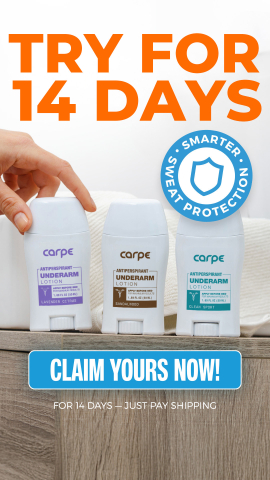 TRY FOR
14 DAYS
SMARTER • SWEAT PROTECTION •
carpe
ANTIPERSPIRANT
UNDERARM
LOTION
carpe
ANTIPERSPIRANT
UNDERARM
LOTION
carpe
ANTIPERSPIRANT
UNDERARM
LOTION
CLAIM YOURS NOW!
FOR 14 DAYS — JUST PAY SHIPPING